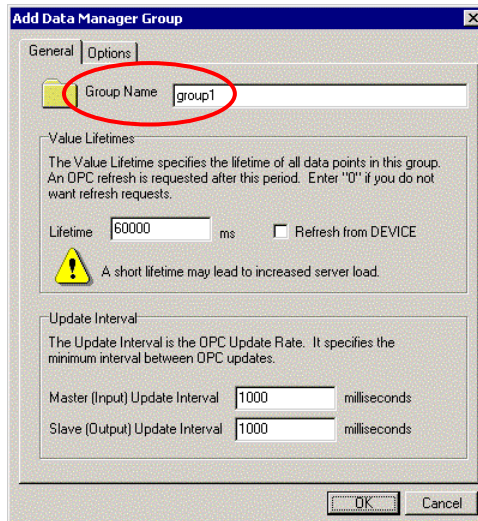 Add Data Manager Group
General Options
Group Name group1
Value Lifetimes
The Value Lifetime specifies the lifetime of all data points in this group.
An OPC refresh is requested after this period. Enter "0" if you do not
want refresh requests.
Lifetime 60000 ms Refresh from DEVICE
A short lifetime may lead to increased server load.
Update Interval
The Update Interval is the OPC Update Rate. It specifies the
minimum interval between OPC updates.
Master (Input) Update Interval 1000 milliseconds
Slave (Output) Update Interval 1000 milliseconds
OK Cancel